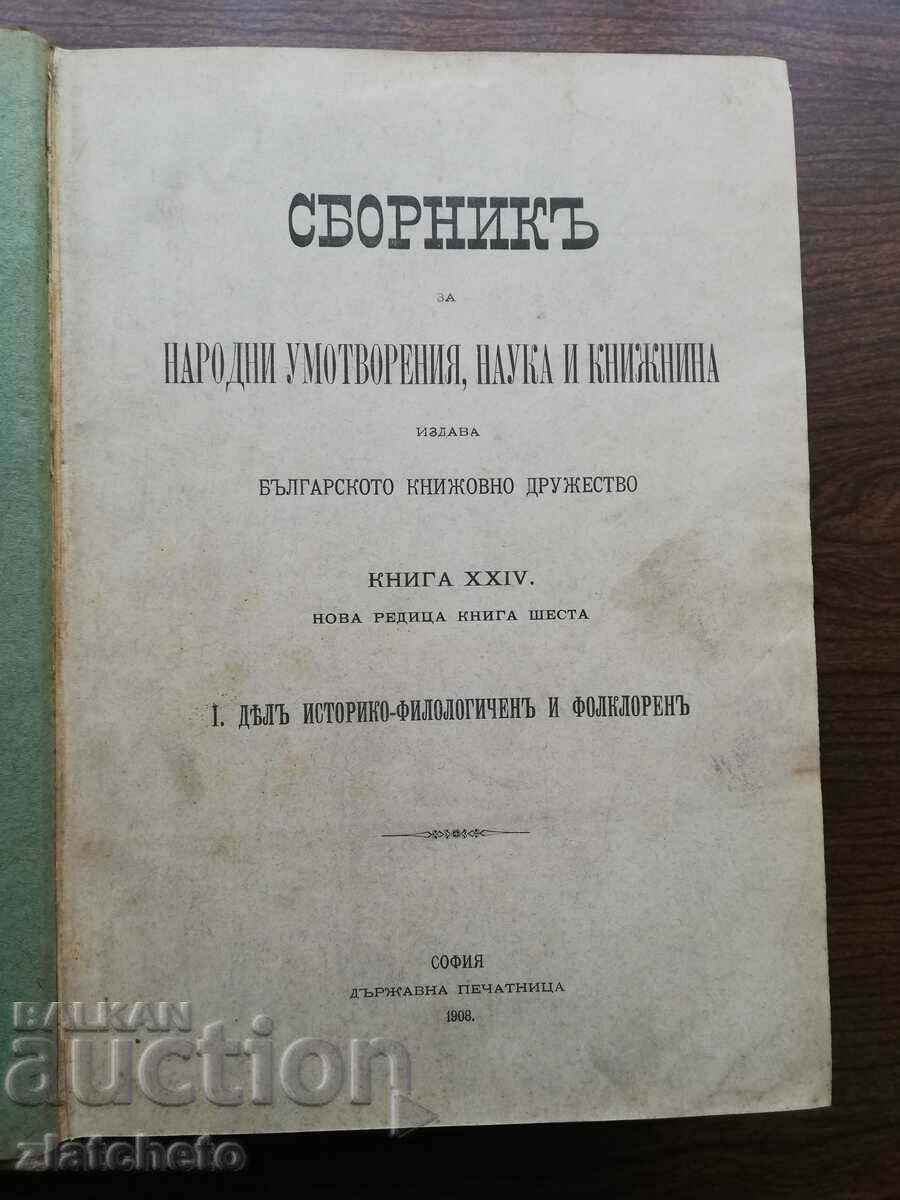 СБОРНИКЪ
ЗА
НАРОДНИ УМОТВОРЕНИЯ, НАУКА И КНИЖНИНА
ИЗДАВА
БЪЛГАРСКОТО КНИЖОВНО ДРУЖЕСТВО
КНИГА XXIV.
НОВА РЕДИЦА КНИГА ШЕСТА
I. ДѢЛЪ ИСТОРИКО-ФИЛОЛОГИЧЕНЪ И ФОЛКЛОРЕНЪ
СОФИЯ
ДЪРЖАВНА ПЕЧАТНИЦА
1908.
BALKAN
auction
zlatcheto